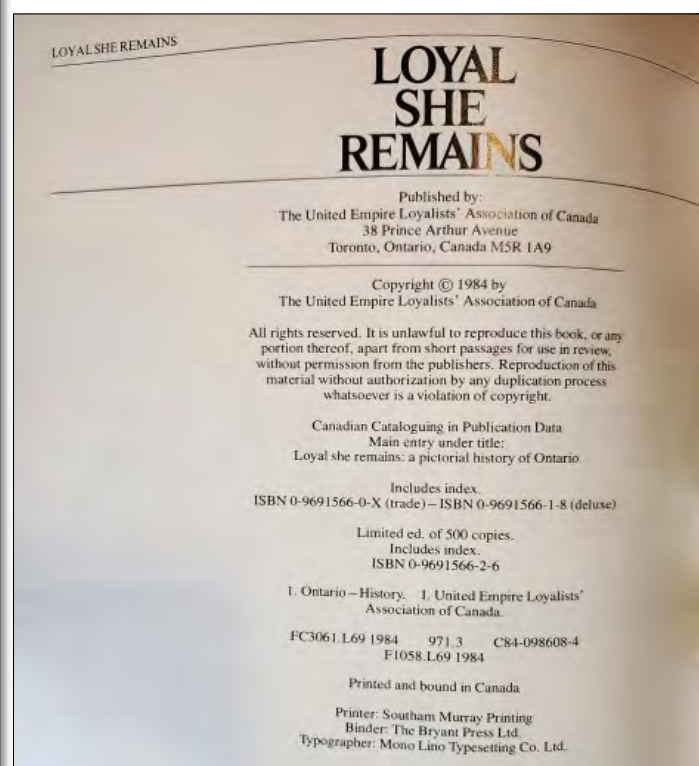 LOYAL SHE REMAINS
LOYAL
SHE
REMAINS
Published by:
The United Empire Loyalists' Association of Canada
38 Prince Arthur Avenue
Toronto, Ontario, Canada M5R 1A9
Copyright © 1984 by
The United Empire Loyalists' Association of Canada
All rights reserved. It is unlawful to reproduce this book, or any
portion thereof, apart from short passages for use in review,
without permission from the publishers. Reproduction of this
material without authorization by any duplication process
whatsoever is a violation of copyright.
Canadian Cataloguing in Publication Data
Main entry under title:
Loyal she remains: a pictorial history of Ontario
Includes index.
ISBN 0-9691566-0-X (trade) – ISBN 0-9691566-1-8 (deluxe)
Limited ed. of 500 copies.
Includes index.
ISBN 0-9691566-2-6
1. Ontario – History. I. United Empire Loyalists'
Association of Canada.
FC3061.L69 1984 971.3 C84-098608-4
F1058.L69 1984
Printed and bound in Canada
Printer: Southam Murray Printing
Binder: The Bryant Press Ltd.
Typographer: Mono Lino Typesetting Co. Ltd.